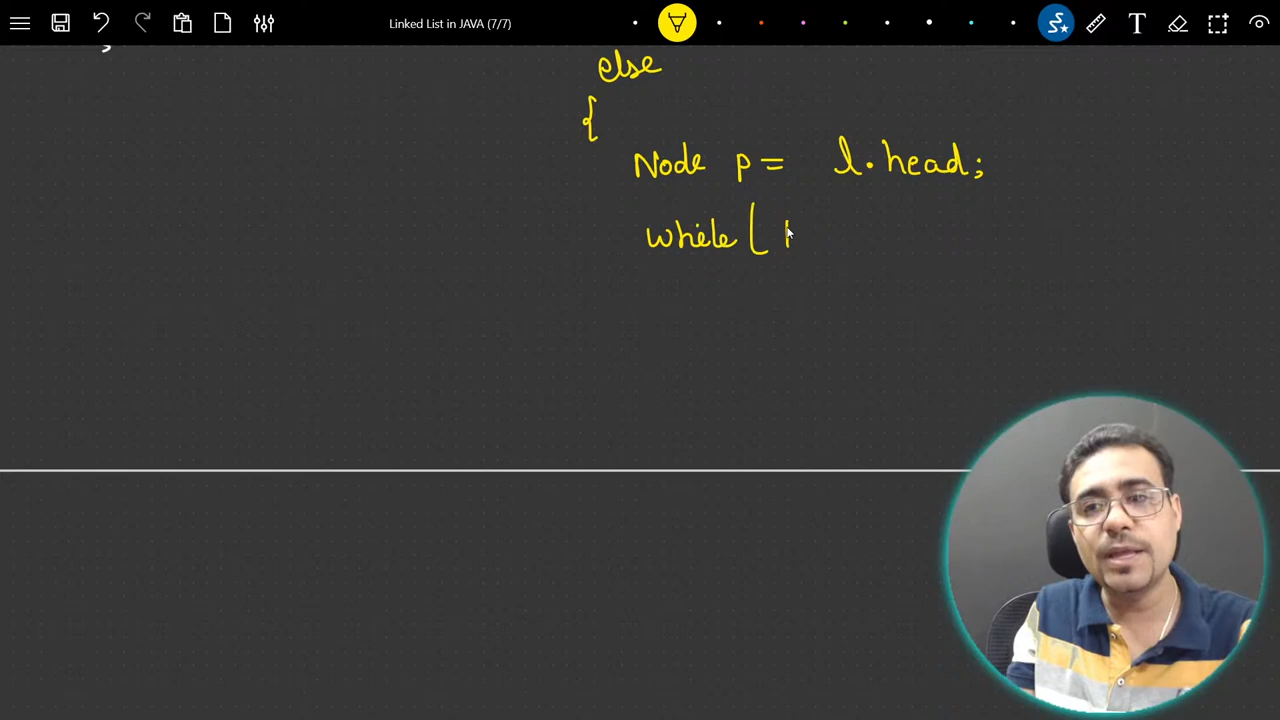 Linked List in JAVA (7/7)
T
else
{
Node p = l.head;
while(